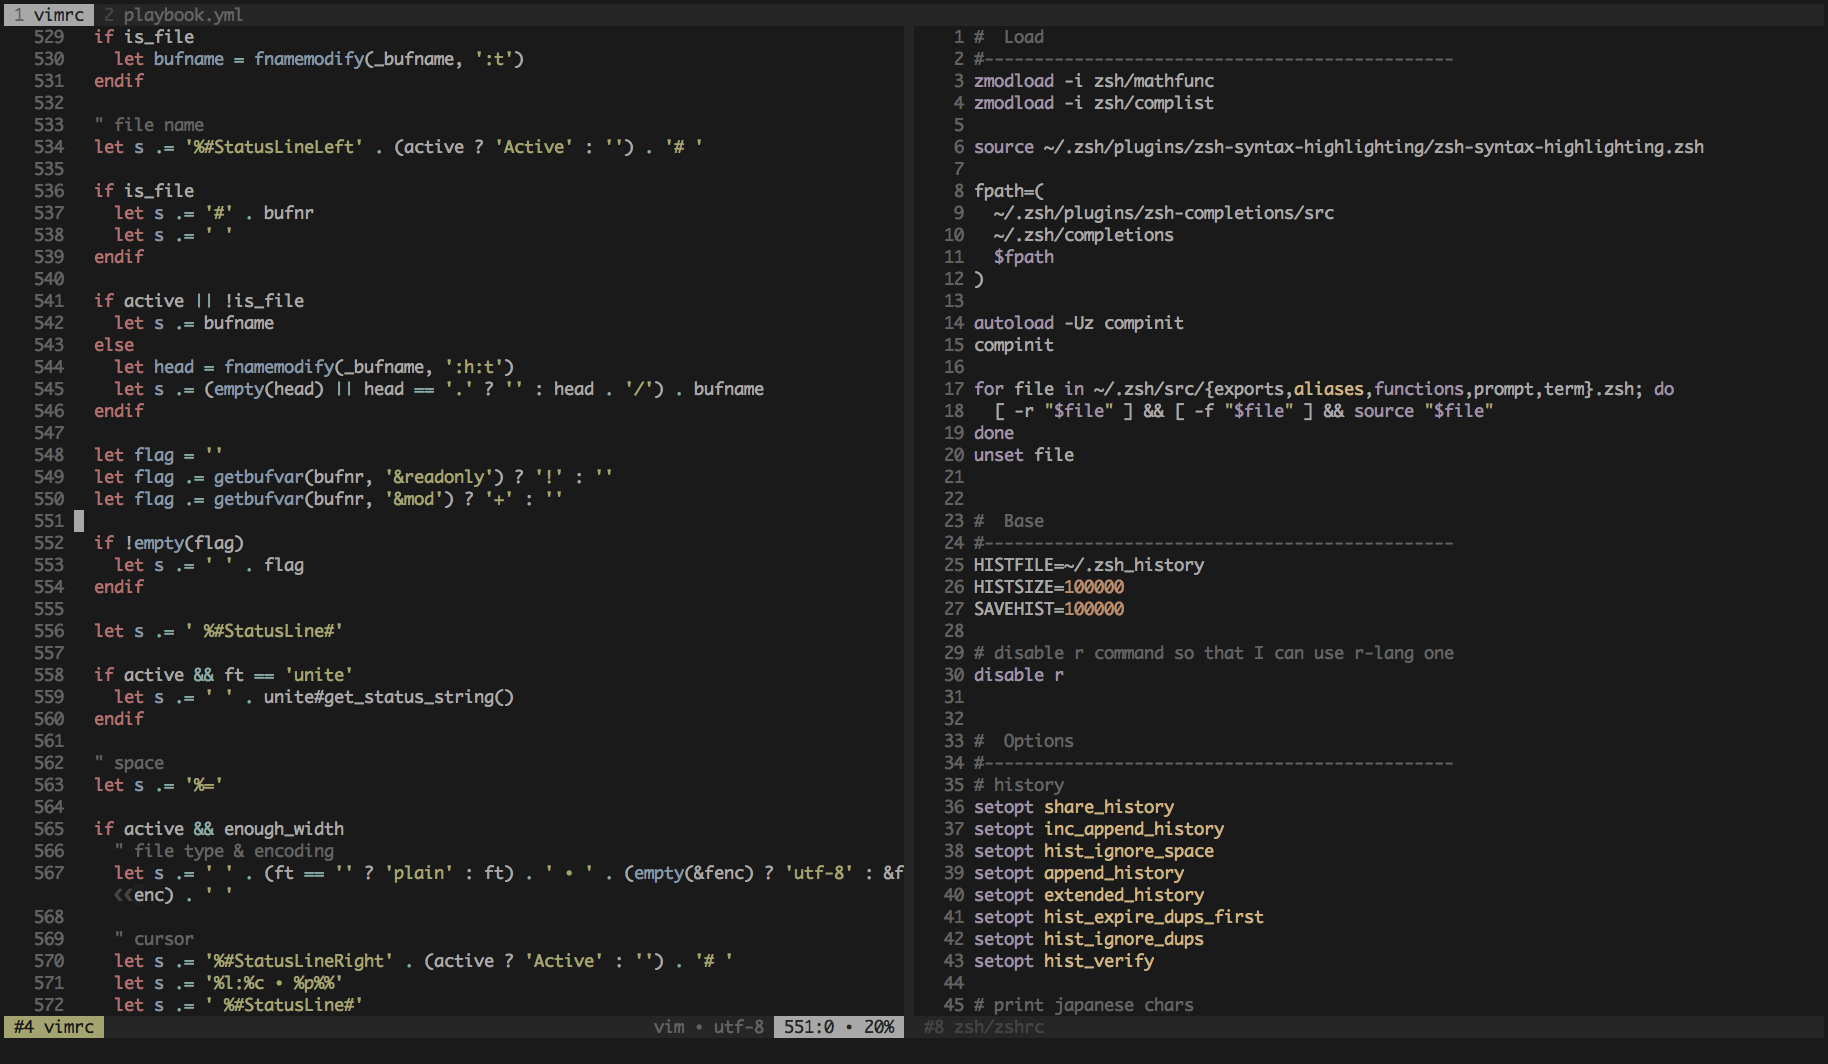 1 vimrc  2 playbook.yml
529   if is_file
530     let bufname = fnamemodify(_bufname, ':t')
531   endif
532
533   " file name
534   let s .= '%#StatusLineLeft' . (active ? 'Active' : '') . '# '
535
536   if is_file
537     let s .= '#' . bufnr
538     let s .= ' '
539   endif
540
541   if active || !is_file
542     let s .= bufname
543   else
544     let head = fnamemodify(_bufname, ':h:t')
545     let s .= (empty(head) || head == '.' ? '' : head . '/') . bufname
546   endif
547
548   let flag = ''
549   let flag .= getbufvar(bufnr, '&readonly') ? '!' : ''
550   let flag .= getbufvar(bufnr, '&mod') ? '+' : ''
551
552   if !empty(flag)
553     let s .= ' ' . flag
554   endif
555
556   let s .= ' %#StatusLine#'
557
558   if active && ft == 'unite'
559     let s .= ' ' . unite#get_status_string()
560   endif
561
562   " space
563   let s .= '%='
564
565   if active && enough_width
566     " file type & encoding
567     let s .= ' ' . (ft == '' ? 'plain' : ft) . ' • ' . (empty(&fenc) ? 'utf-8' : &f
‹‹enc) . ' '
568
569     " cursor
570     let s .= '%#StatusLineRight' . (active ? 'Active' : '') . '# '
571     let s .= '%l:%c • %p%%'
572     let s .= ' %#StatusLine#'
#4 vimrc  vim • utf-8  551:0 • 20%
1 #  Load
2 #-----------------------------------------------
3 zmodload -i zsh/mathfunc
4 zmodload -i zsh/complist
5
6 source ~/.zsh/plugins/zsh-syntax-highlighting/zsh-syntax-highlighting.zsh
7
8 fpath=(
9   ~/.zsh/plugins/zsh-completions/src
10   ~/.zsh/completions
11   $fpath
12 )
13
14 autoload -Uz compinit
15 compinit
16
17 for file in ~/.zsh/src/{exports,aliases,functions,prompt,term}.zsh; do
18   [ -r "$file" ] && [ -f "$file" ] && source "$file"
19 done
20 unset file
21
22
23 #  Base
24 #-----------------------------------------------
25 HISTFILE=~/.zsh_history
26 HISTSIZE=100000
27 SAVEHIST=100000
28
29 # disable r command so that I can use r-lang one
30 disable r
31
32
33 #  Options
34 #-----------------------------------------------
35 # history
36 setopt share_history
37 setopt inc_append_history
38 setopt hist_ignore_space
39 setopt append_history
40 setopt extended_history
41 setopt hist_expire_dups_first
42 setopt hist_ignore_dups
43 setopt hist_verify
44
45 # print japanese chars
#8 zsh/zshrc